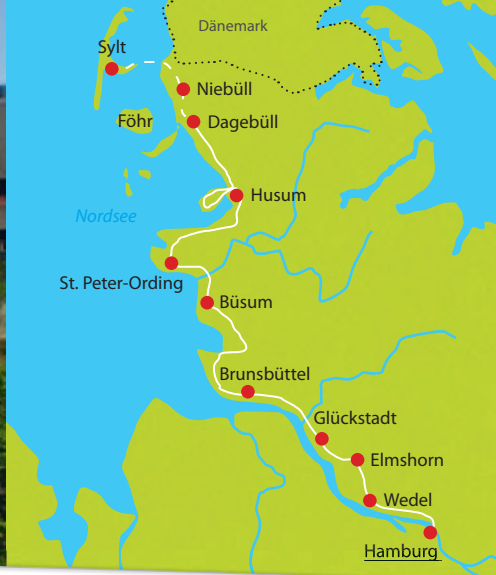 Dänemark
Sylt
Niebüll
Föhr
Dagebüll
Husum
Nordsee
St. Peter-Ording
Büsum
Brunsbüttel
Glückstadt
Elmshorn
Wedel
Hamburg